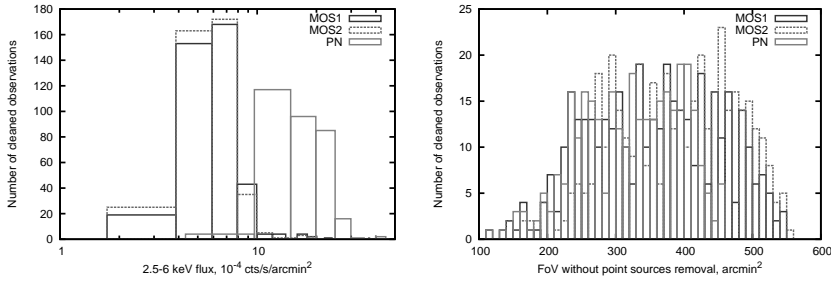 Number of cleaned observations
180
160
140
120
100
80
60
40
20
0
1
10
2.5-6 keV flux, 10⁻⁴ cts/s/arcmin²
MOS1
MOS2
PN
Number of cleaned observations
25
20
15
10
5
0
100
200
300
400
500
600
FoV without point sources removal, arcmin²
MOS1
MOS2
PN